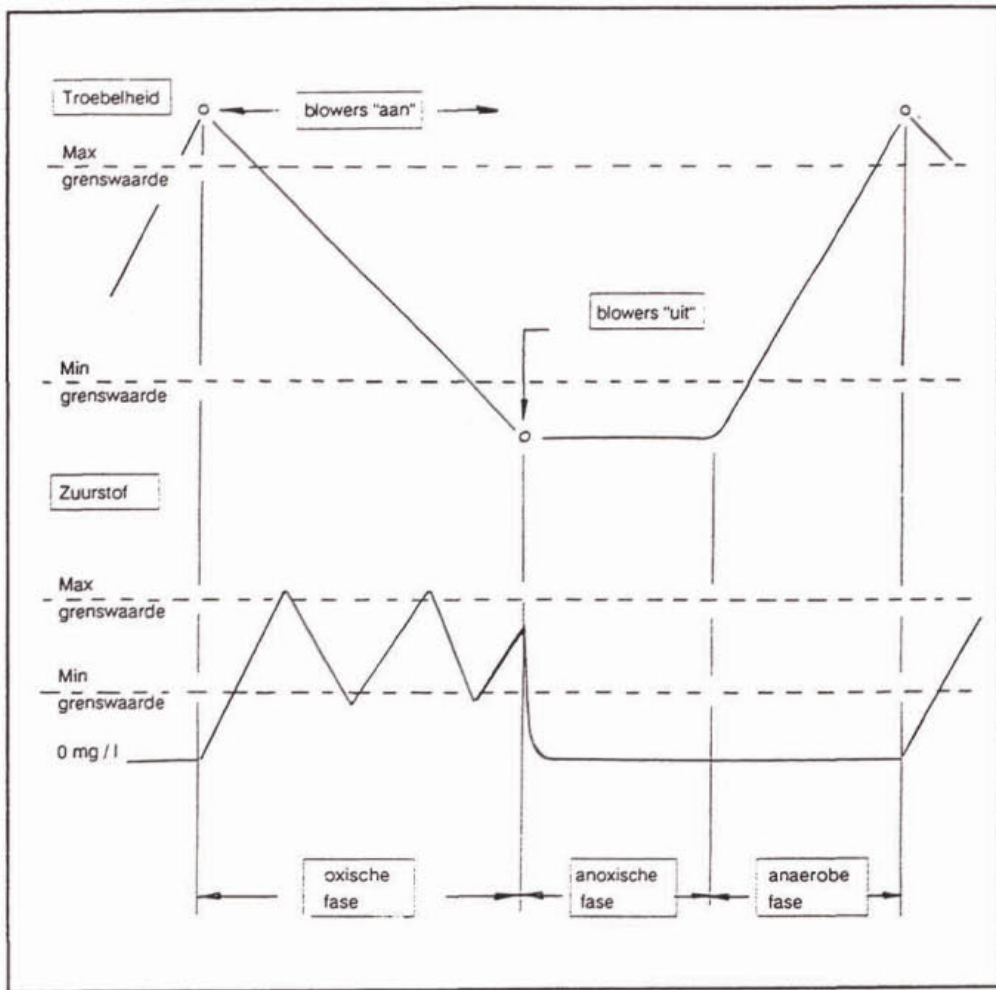 Troebelheid
blowers "aan"
Max
grenswaarde
blowers "uit"
Min
grenswaarde
Zuurstof
Max
grenswaarde
Min
grenswaarde
0 mg / l
oxische
fase
anoxische
fase
anaerobe
fase